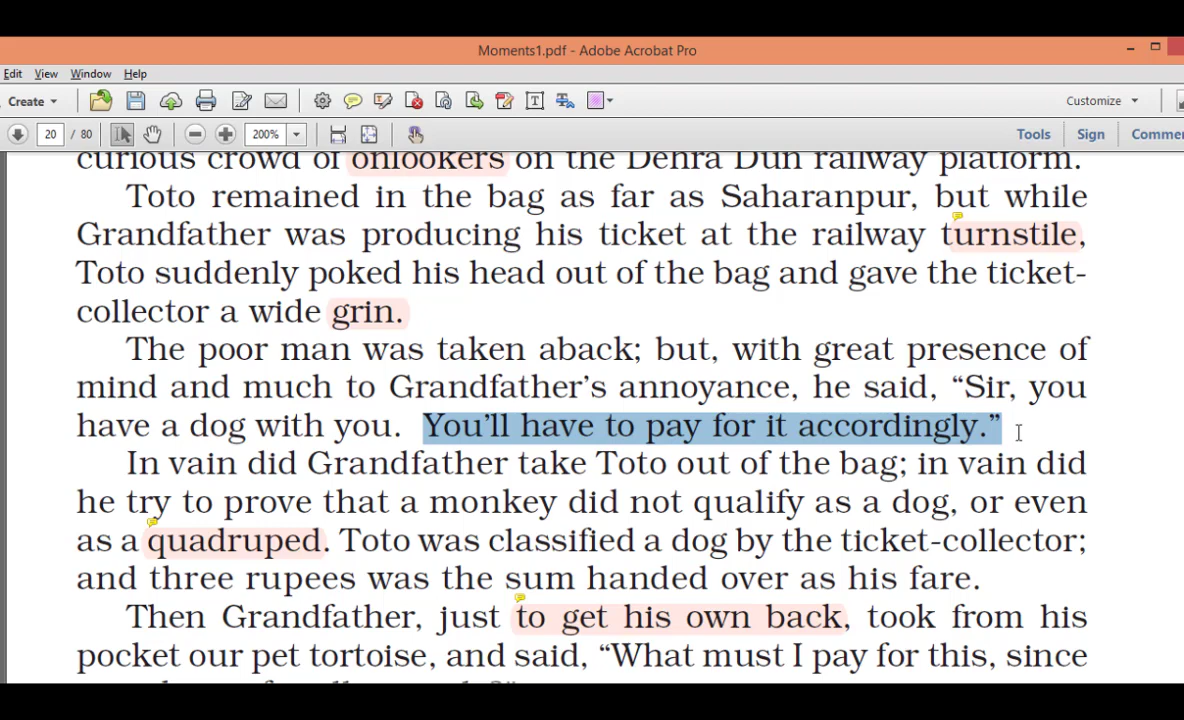 Moments1.pdf - Adobe Acrobat Pro
Edit View Window Help
Create Customize
20 / 80 200% Tools Sign Comme
curious crowd of onlookers on the Dehra Dun railway platform.
Toto remained in the bag as far as Saharanpur, but while
Grandfather was producing his ticket at the railway turnstile,
Toto suddenly poked his head out of the bag and gave the ticket-
collector a wide grin.
The poor man was taken aback; but, with great presence of
mind and much to Grandfather’s annoyance, he said, “Sir, you
have a dog with you. You’ll have to pay for it accordingly.”
In vain did Grandfather take Toto out of the bag; in vain did
he try to prove that a monkey did not qualify as a dog, or even
as a quadruped. Toto was classified a dog by the ticket-collector;
and three rupees was the sum handed over as his fare.
Then Grandfather, just to get his own back, took from his
pocket our pet tortoise, and said, “What must I pay for this, since